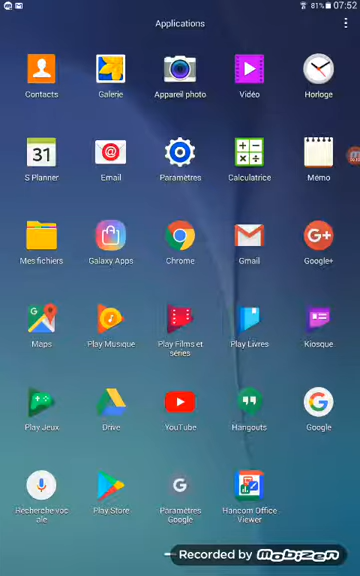 81% 07:52
Applications
Contacts
Galerie
Appareil photo
Vidéo
Horloge
31
S Planner
Email
Paramètres
Calculatrice
Mémo
Mes fichiers
Galaxy Apps
Chrome
Gmail
G+
Google+
Maps
Play Musique
Play Films et
séries
Play Livres
Kiosque
Play Jeux
Drive
YouTube
Hangouts
G
Google
Recherche voc
ale
Play Store
G
Paramètres
Google
Hancom Office
Viewer
Recorded by mobizen